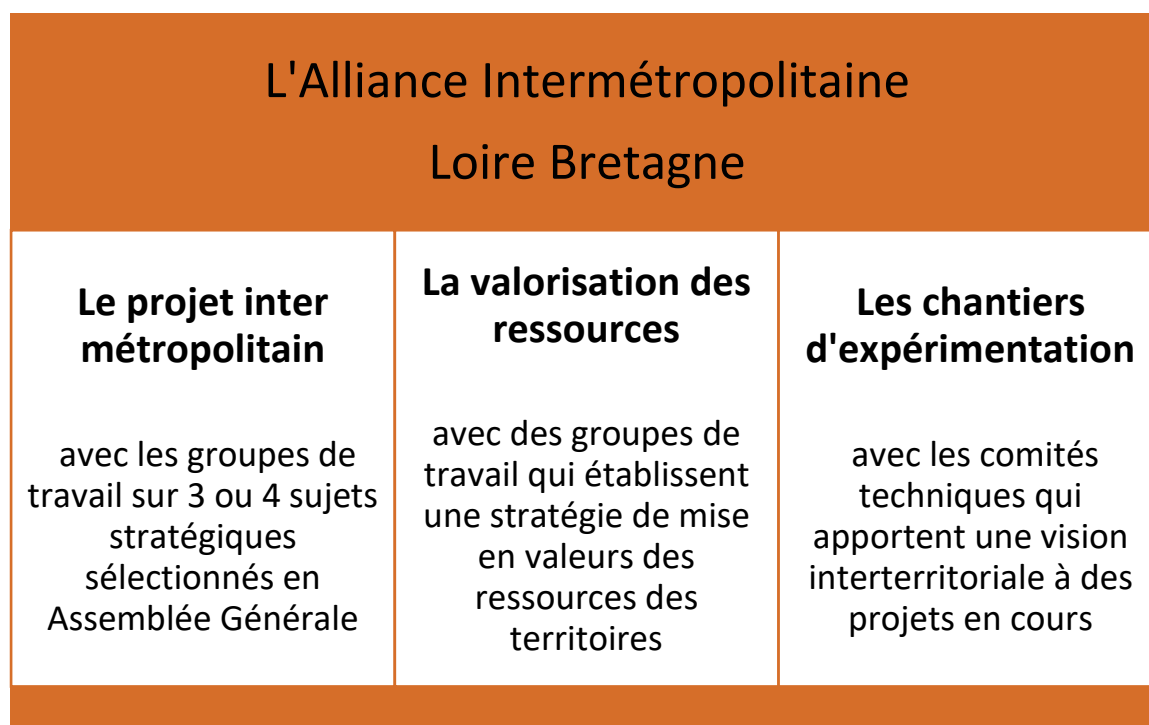 L'Alliance Intermétropolitaine
Loire Bretagne
Le projet inter
métropolitain
avec les groupes de
travail sur 3 ou 4 sujets
stratégiques
sélectionnés en
Assemblée Générale
La valorisation des
ressources
avec des groupes de
travail qui établissent
une stratégie de mise
en valeurs des
ressources des
territoires
Les chantiers
d'expérimentation
avec les comités
techniques qui
apportent une vision
interterritoriale à des
projets en cours